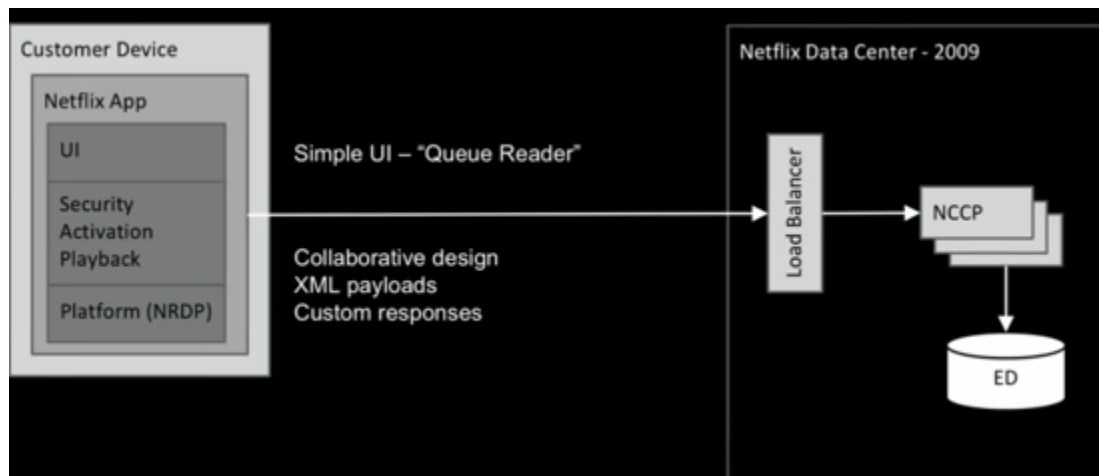 Customer Device
Netflix App
UI
Security
Activation
Playback
Platform (NRDP)
Simple UI – “Queue Reader”
Collaborative design
XML payloads
Custom responses
Netflix Data Center - 2009
Load Balancer
NCCP
ED